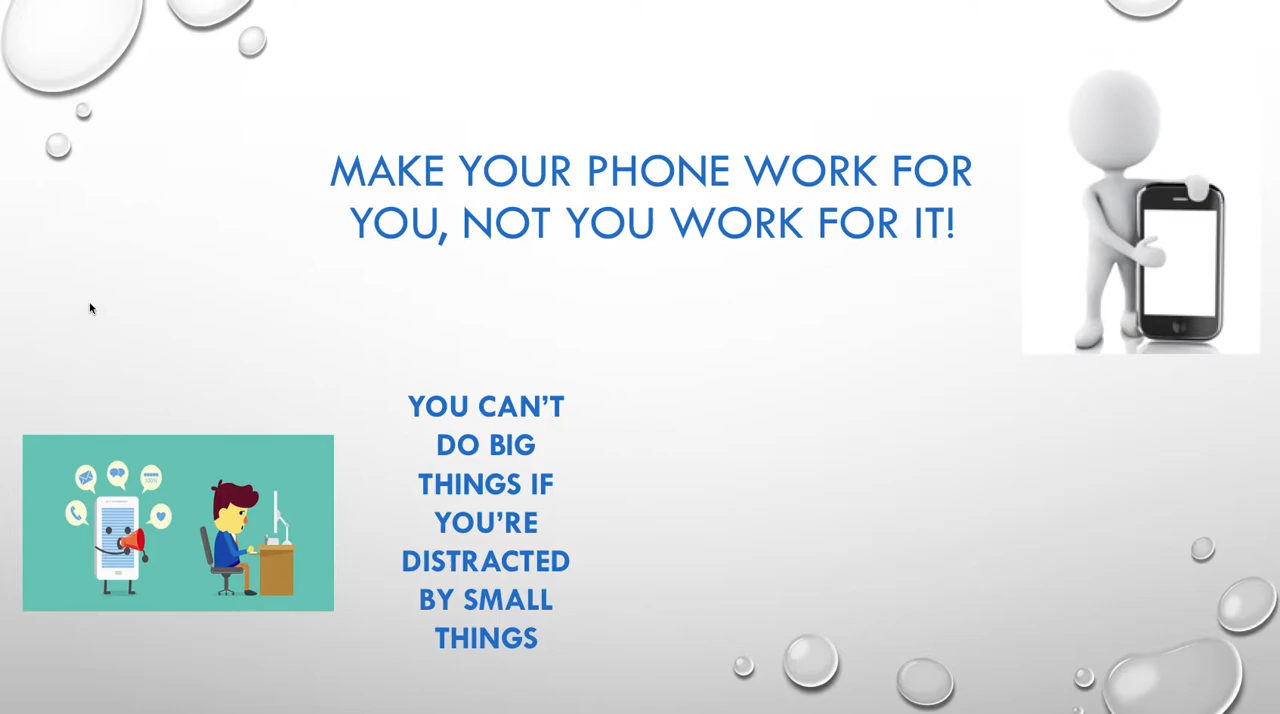 MAKE YOUR PHONE WORK FOR
YOU, NOT YOU WORK FOR IT!
YOU CAN’T
DO BIG
THINGS IF
YOU’RE
DISTRACTED
BY SMALL
THINGS